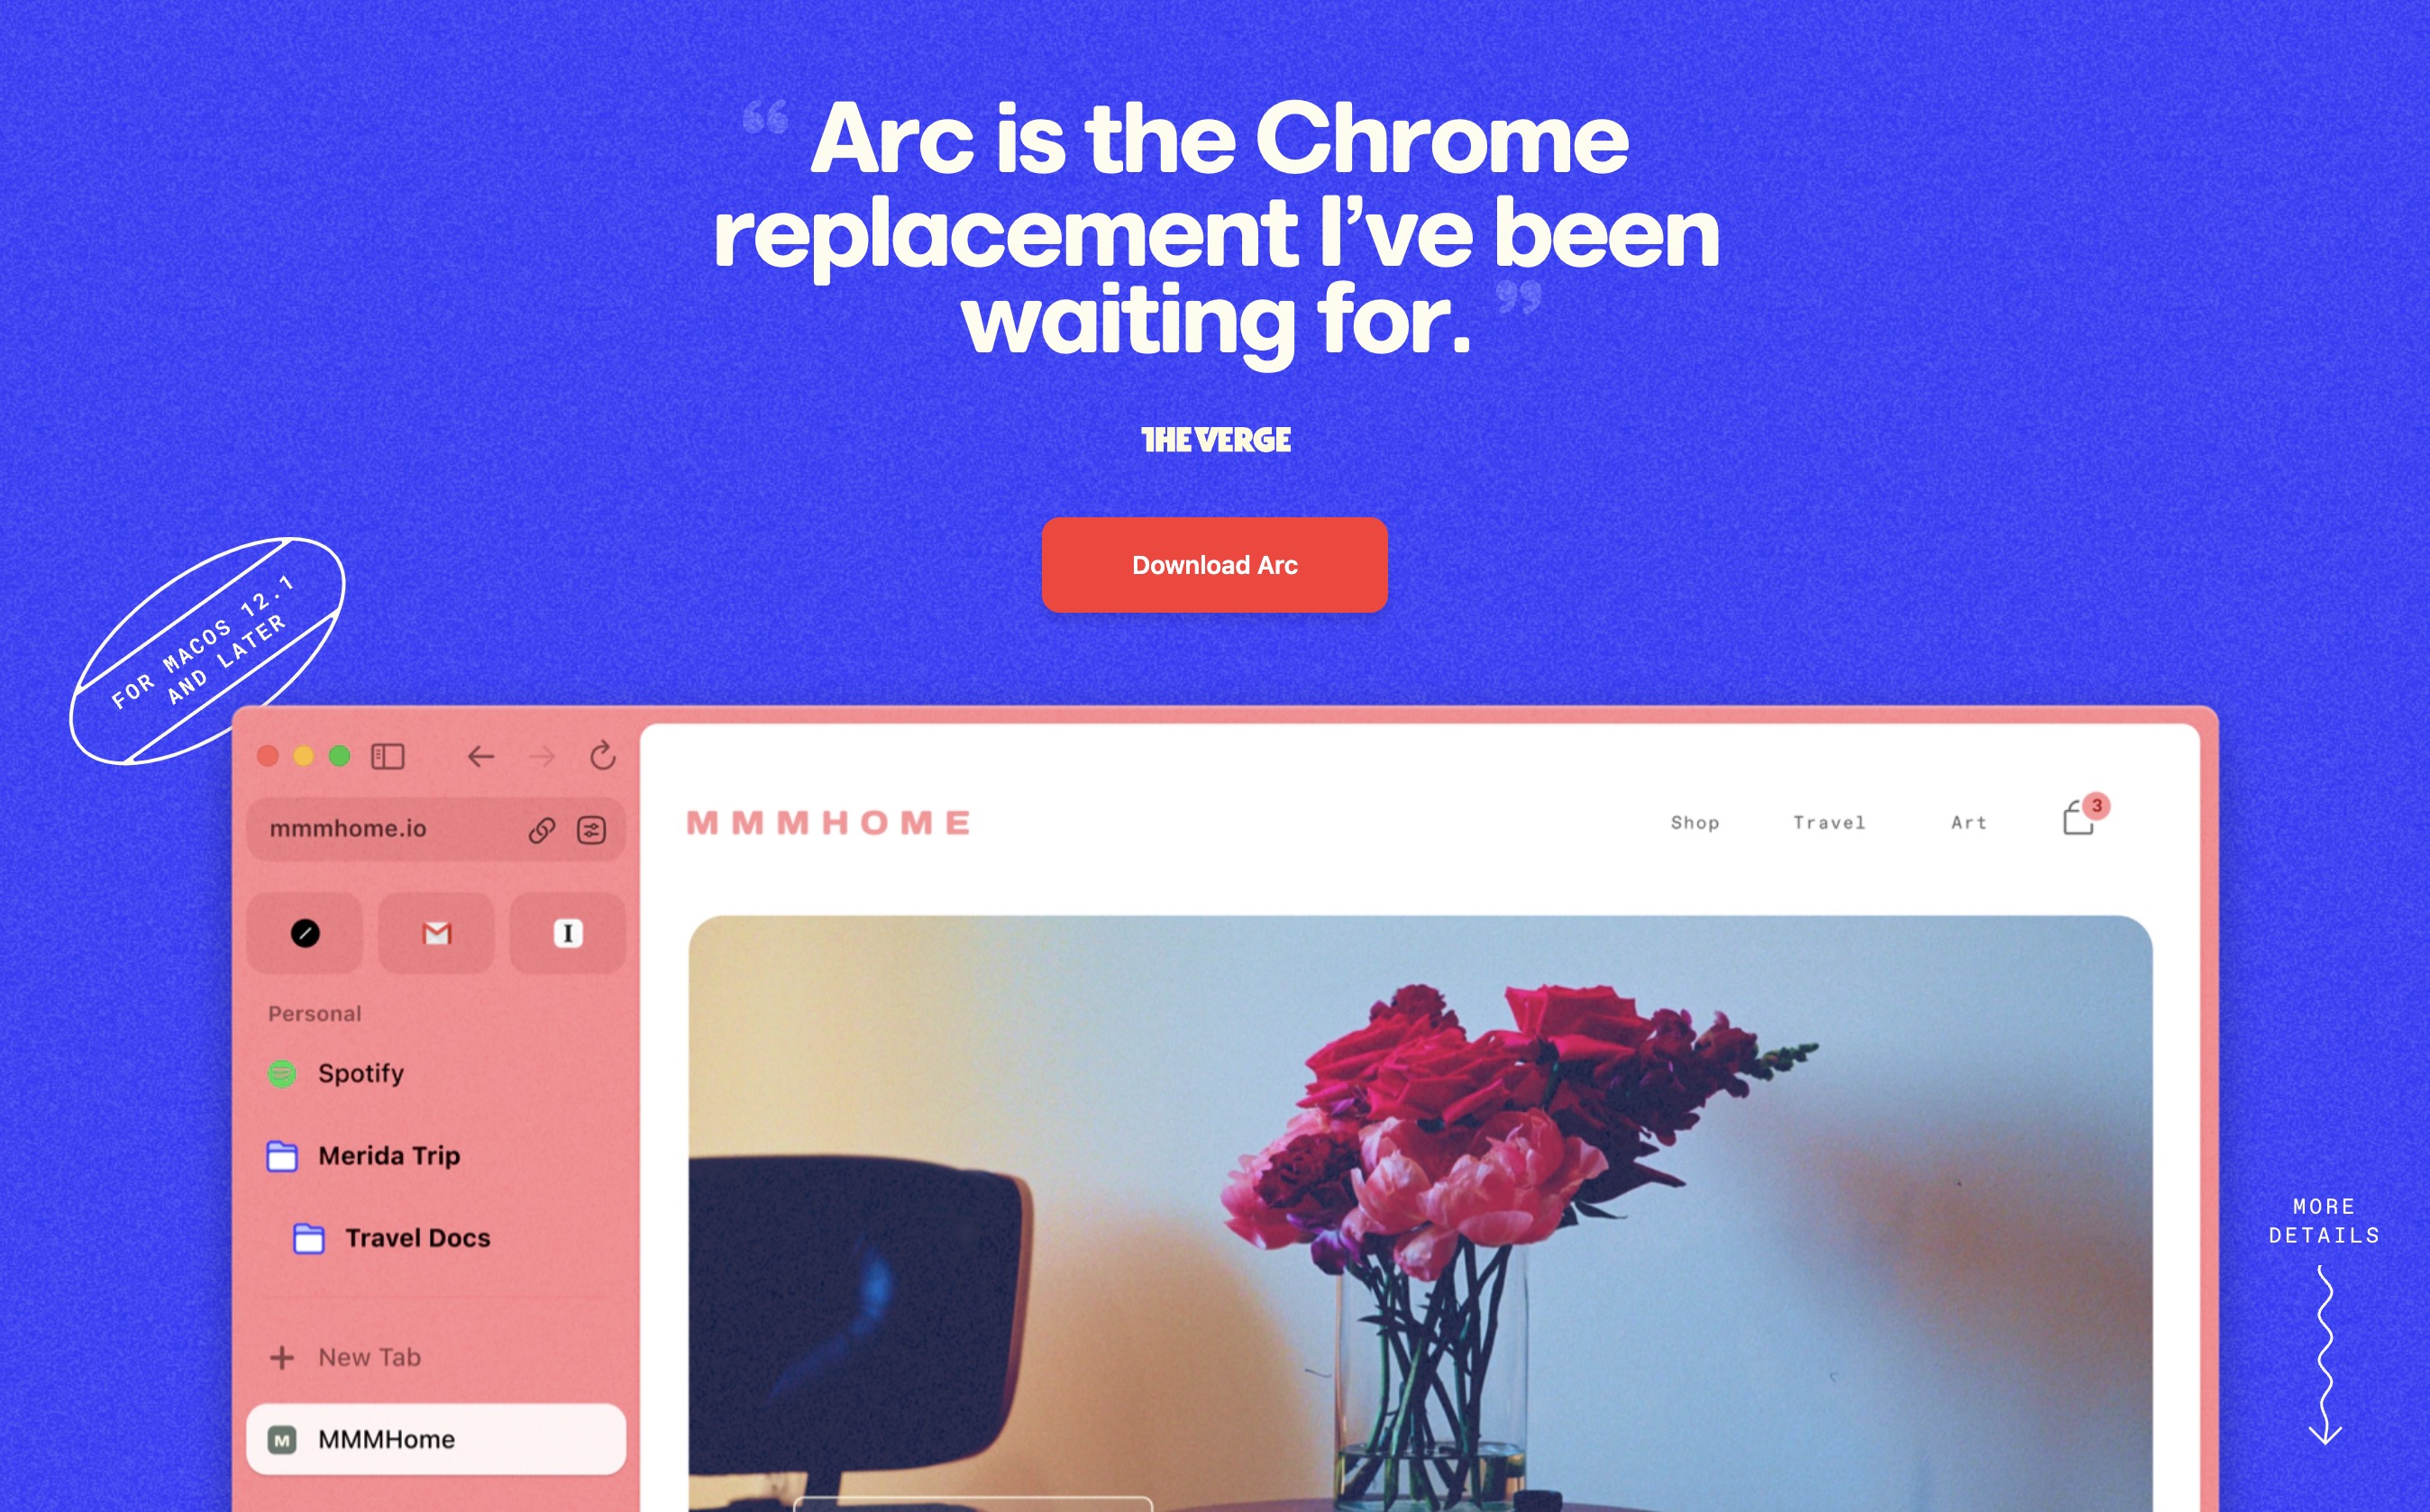 “Arc is the Chrome
replacement I’ve been
waiting for.”
THE VERGE
Download Arc
FOR MACOS 12.1
AND LATER
mmmhome.io
I
Personal
Spotify
Merida Trip
Travel Docs
New Tab
M MMMHome
MMMHOME
Shop Travel Art 3
MORE
DETAILS